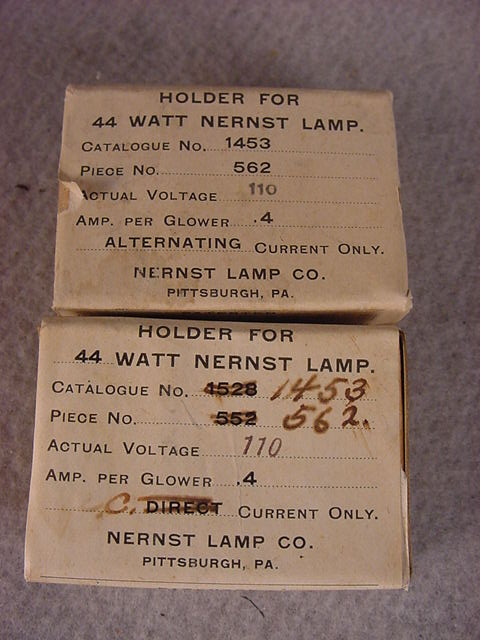 HOLDER FOR
44 WATT NERNST LAMP.
CATALOGUE NO. 1453
PIECE NO. 562
ACTUAL VOLTAGE 110
AMP. PER GLOWER .4
ALTERNATING CURRENT ONLY.
NERNST LAMP CO.
PITTSBURGH, PA.
HOLDER FOR
44 WATT NERNST LAMP.
CATALOGUE NO. 4528 1453
PIECE NO. 552 562.
ACTUAL VOLTAGE 110
AMP. PER GLOWER .4
C. DIRECT CURRENT ONLY.
NERNST LAMP CO.
PITTSBURGH, PA.